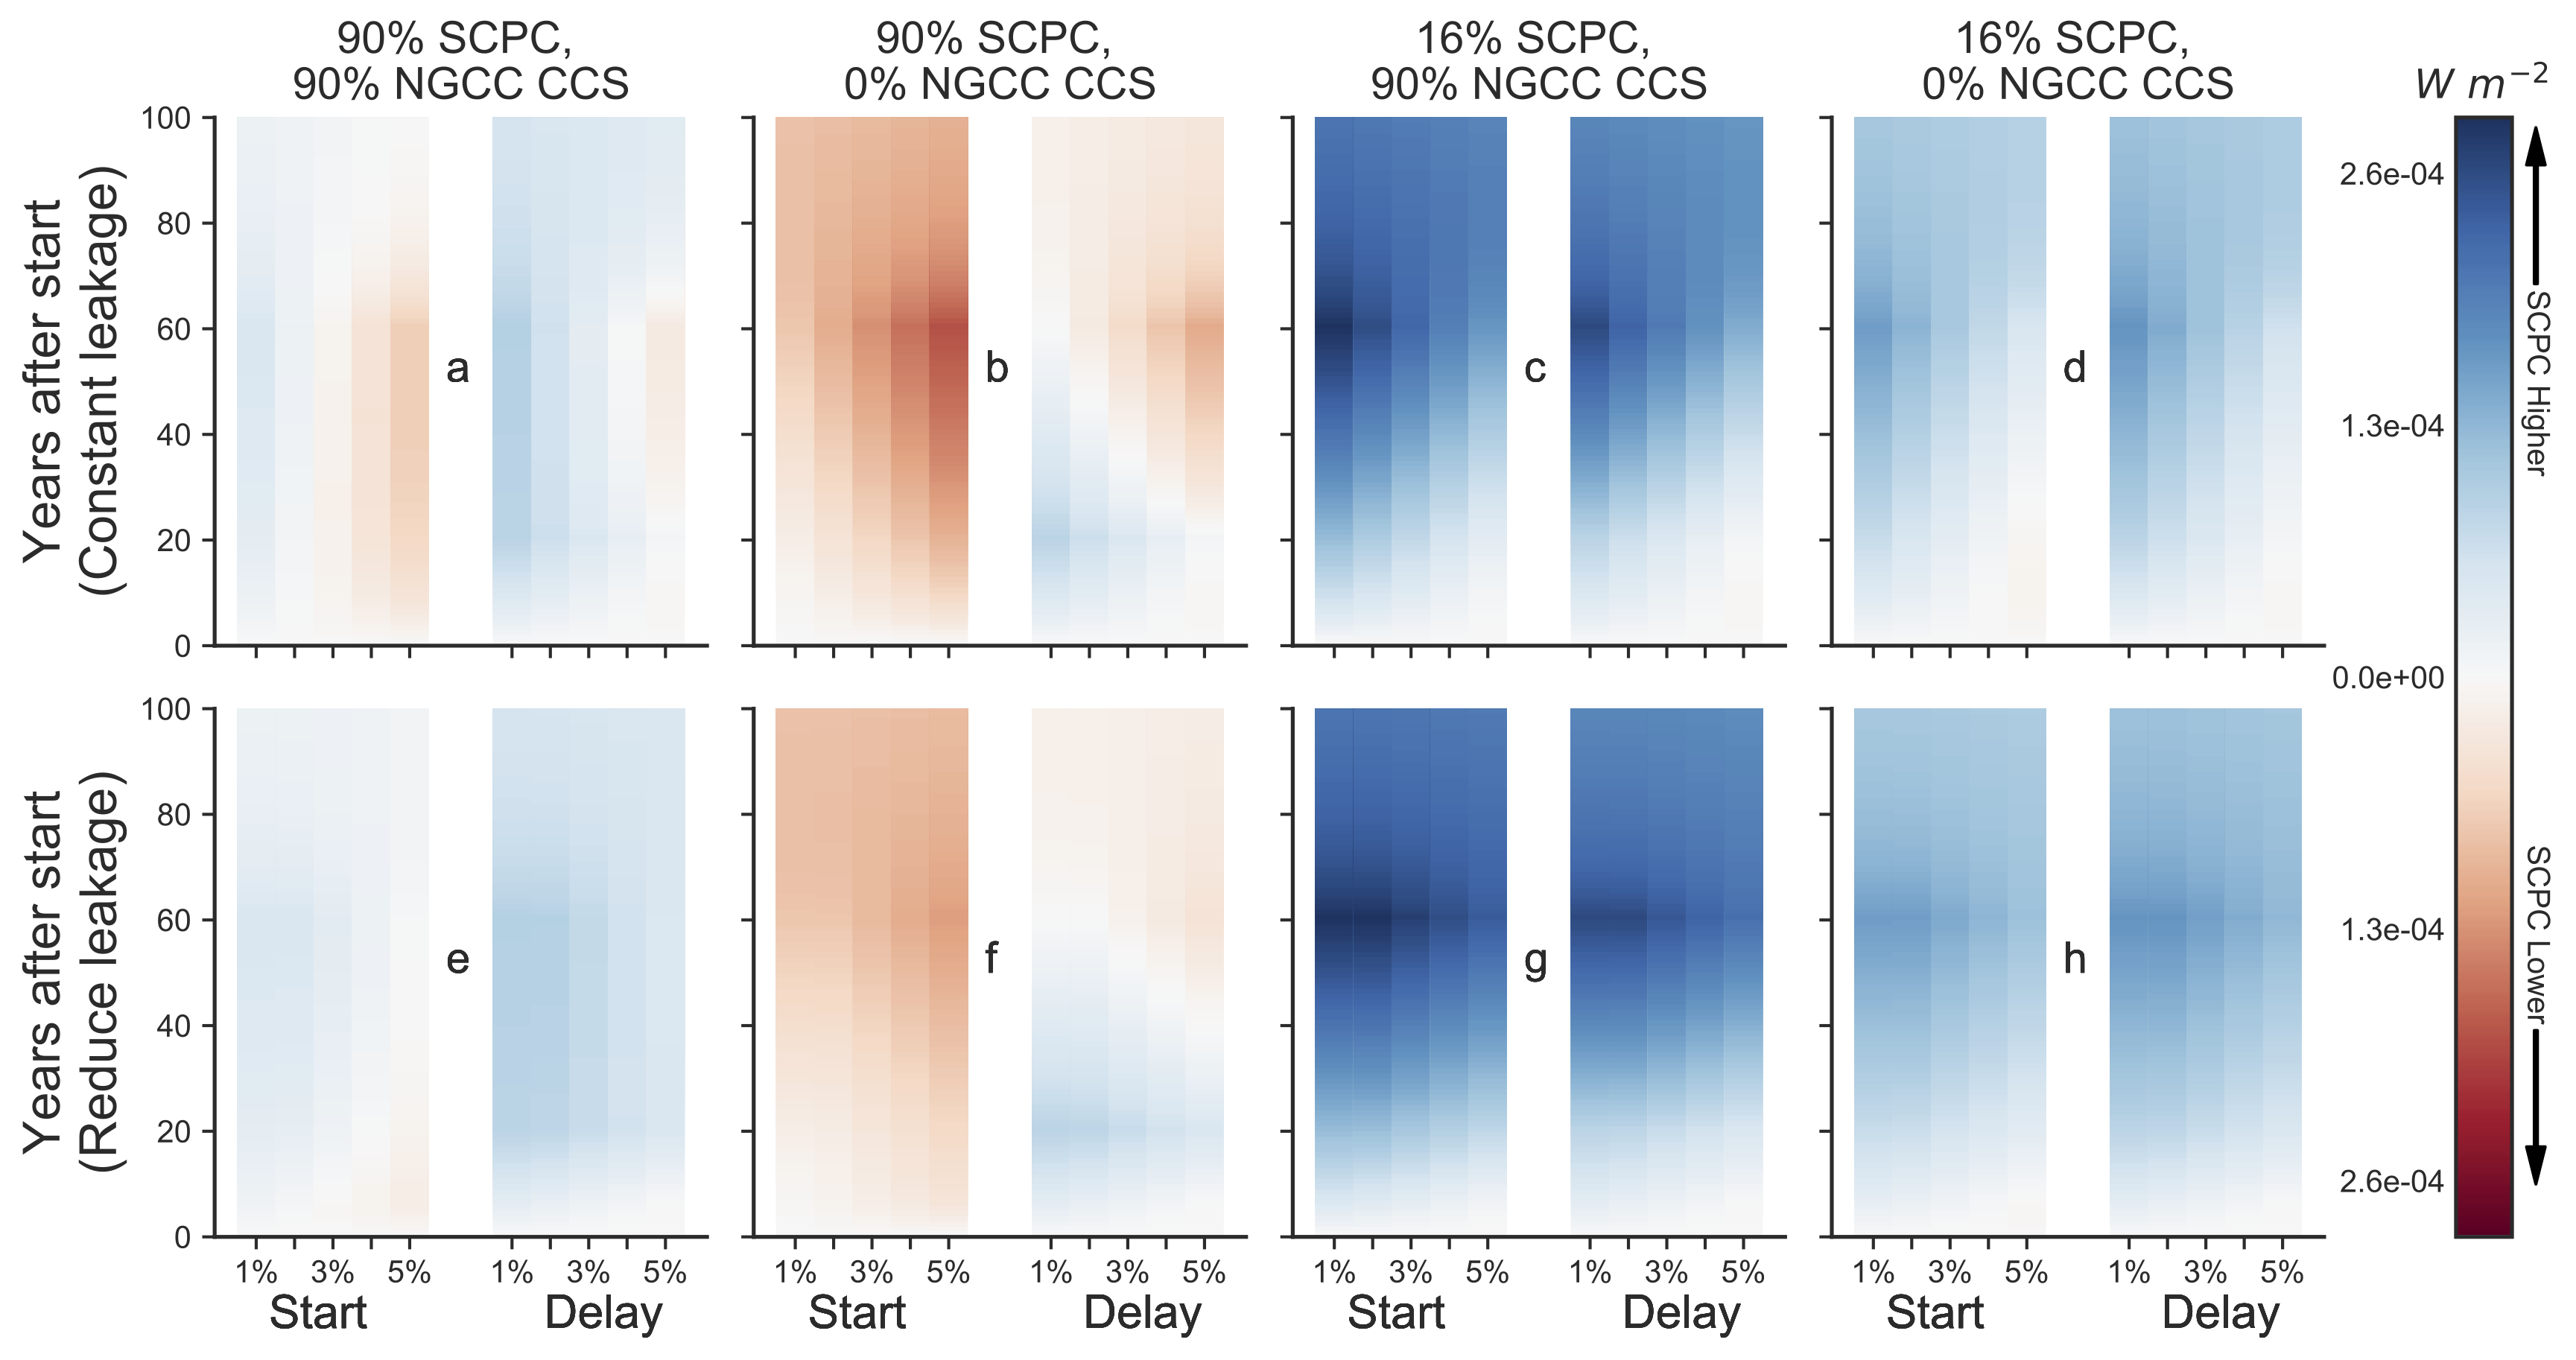 90% SCPC,
90% NGCC CCS
90% SCPC,
0% NGCC CCS
16% SCPC,
90% NGCC CCS
16% SCPC,
0% NGCC CCS
W m−2
Years after start
(Constant leakage)
100
80
60
40
20
0
a
b
c
d
Years after start
(Reduce leakage)
100
80
60
40
20
0
e
f
g
h
1% 3% 5% 1% 3% 5%
Start Delay
1% 3% 5% 1% 3% 5%
Start Delay
1% 3% 5% 1% 3% 5%
Start Delay
1% 3% 5% 1% 3% 5%
Start Delay
2.6e-04
1.3e-04
0.0e+00
1.3e-04
2.6e-04
SCPC Higher
SCPC Lower